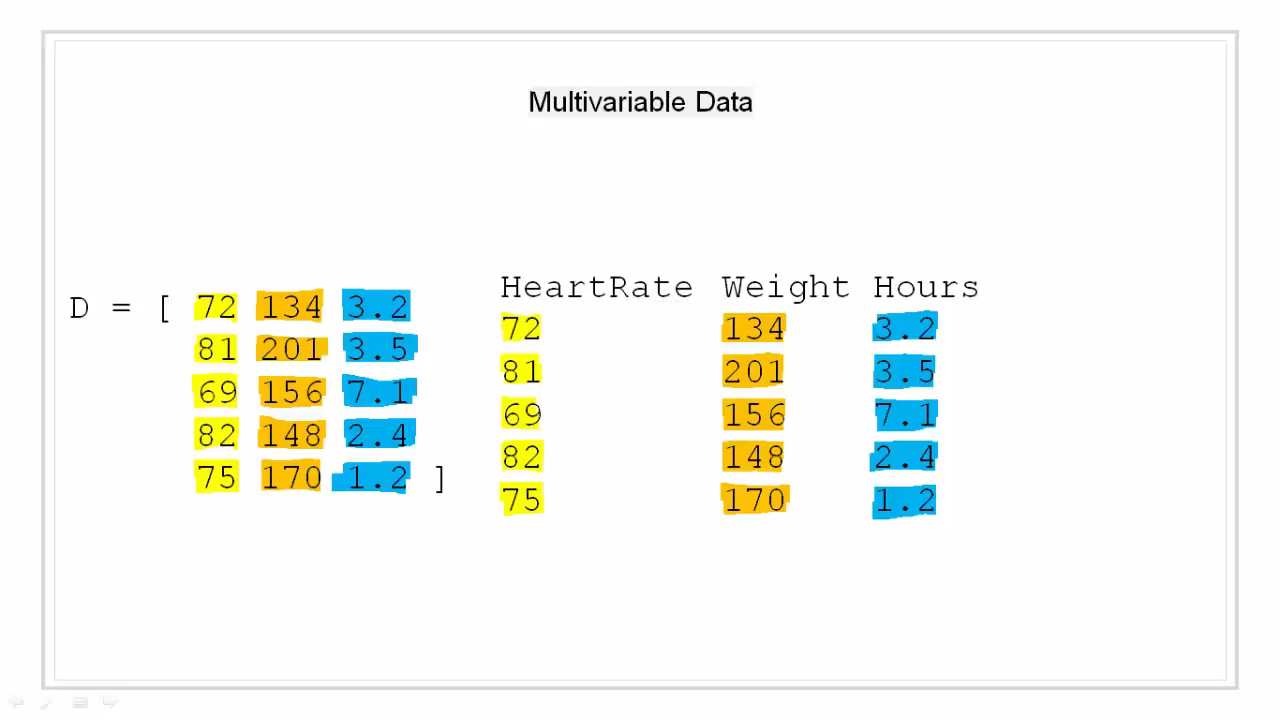 Multivariable Data
D = [ 72 134 3.2
81 201 3.5
69 156 7.1
82 148 2.4
75 170 1.2 ]
HeartRate Weight Hours
72 134 3.2
81 201 3.5
69 156 7.1
82 148 2.4
75 170 1.2